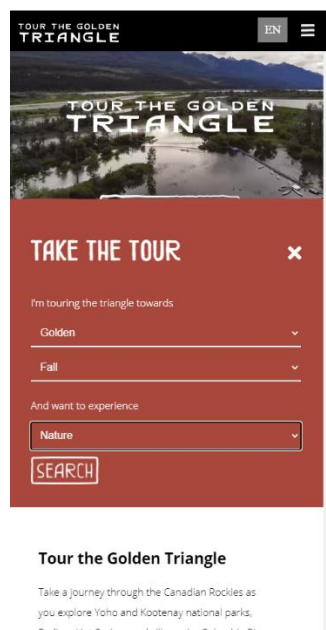 TOUR THE GOLDEN
TRIANGLE
EN
TOUR THE GOLDEN
TRIANGLE
TAKE THE TOUR
I'm touring the triangle towards
Golden
Fall
And want to experience
Nature
SEARCH
Tour the Golden Triangle
Take a journey through the Canadian Rockies as
you explore Yoho and Kootenay national parks,